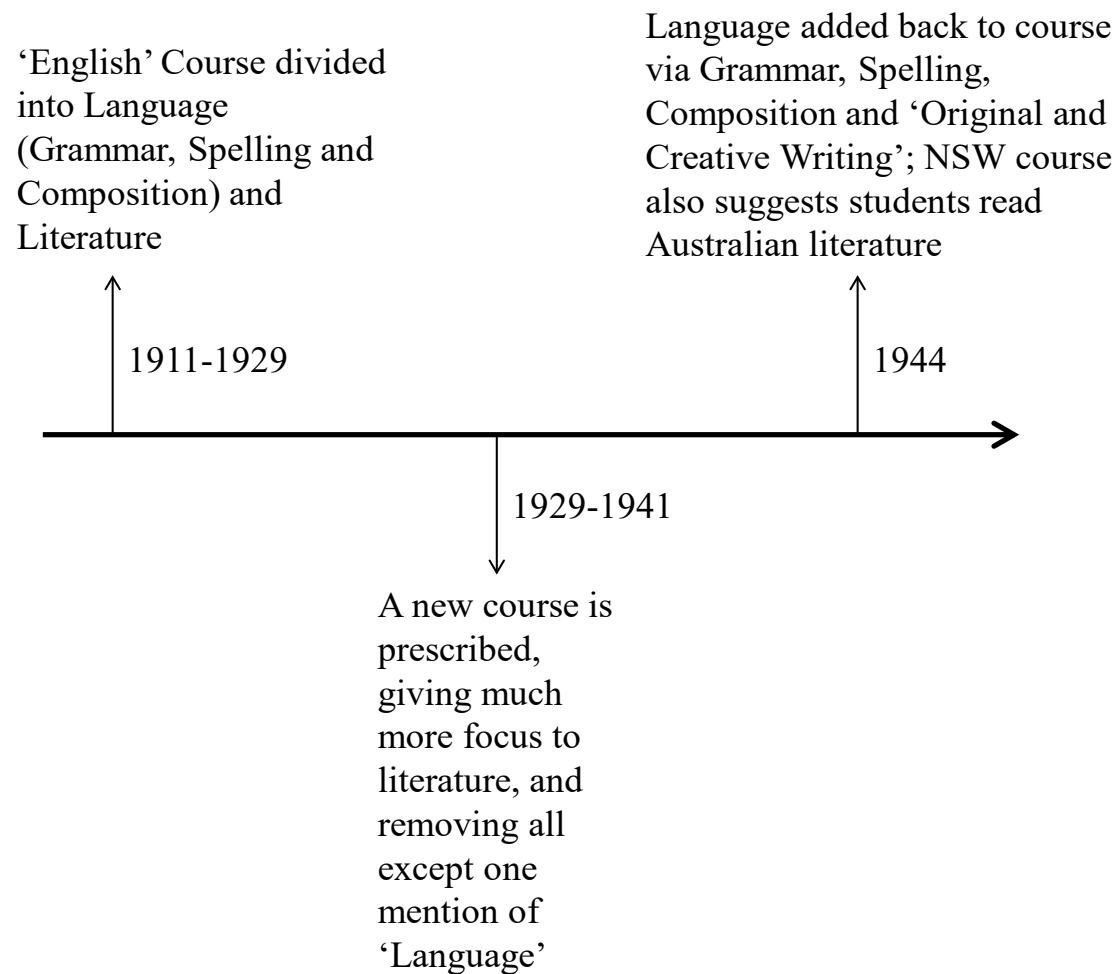 ‘English’ Course divided
into Language
(Grammar, Spelling and
Composition) and
Literature
1911-1929
1929-1941
A new course is
prescribed,
giving much
more focus to
literature, and
removing all
except one
mention of
‘Language’
Language added back to course
via Grammar, Spelling,
Composition and ‘Original and
Creative Writing’; NSW course
also suggests students read
Australian literature
1944